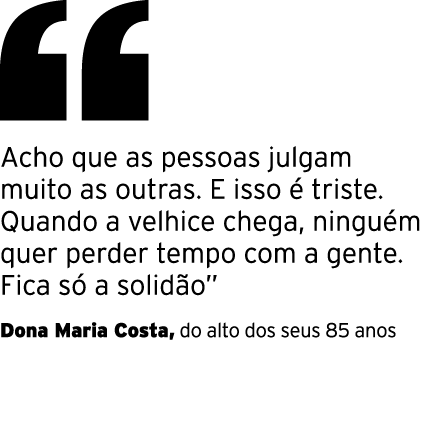 “
Acho que as pessoas julgam
muito as outras. E isso é triste.
Quando a velhice chega, ninguém
quer perder tempo com a gente.
Fica só a solidão”
Dona Maria Costa, do alto dos seus 85 anos